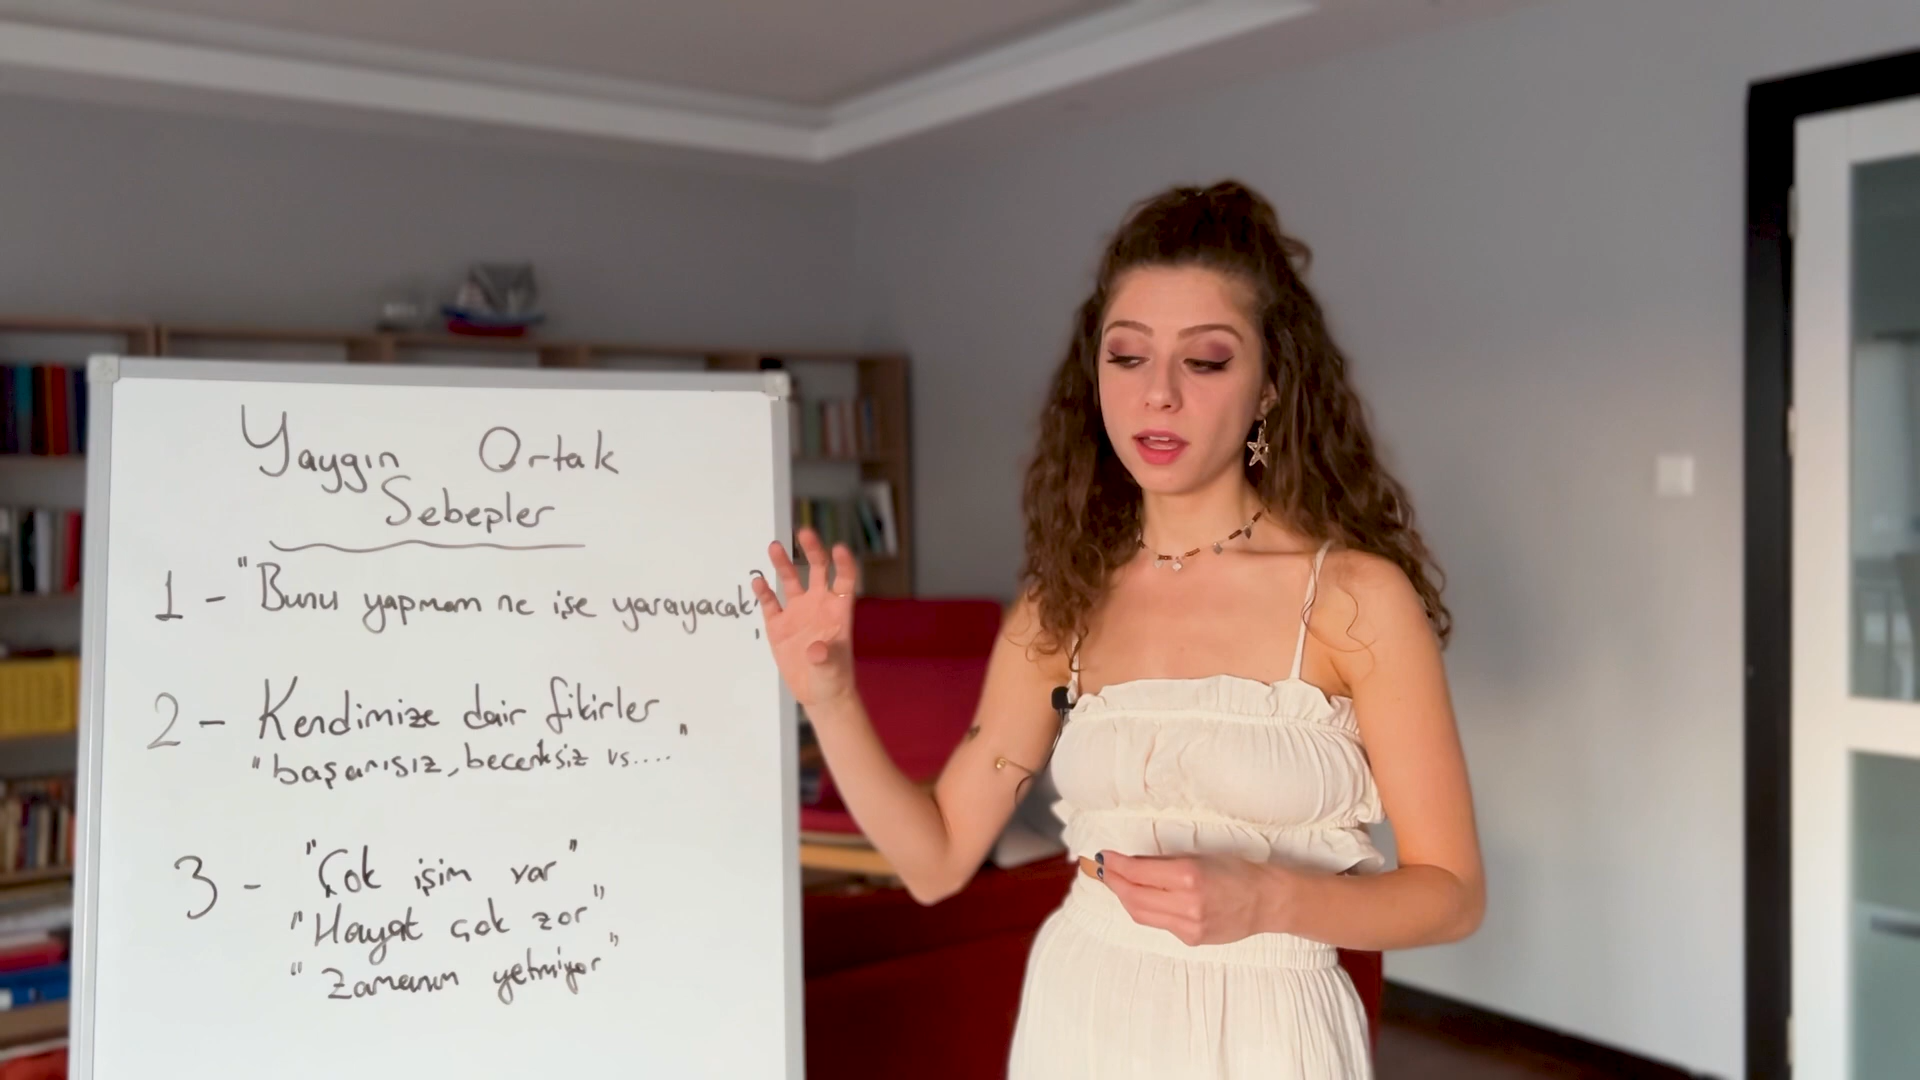 Yaygın Ortak
Sebepler
1 - "Bunu yapmam ne işe yarayacak?"
2 - Kendimize dair fikirler
"başarısız, beceriksiz vs...."
3 - "Çok işim var"
"Hayat çok zor"
"Zamanım yetmiyor"